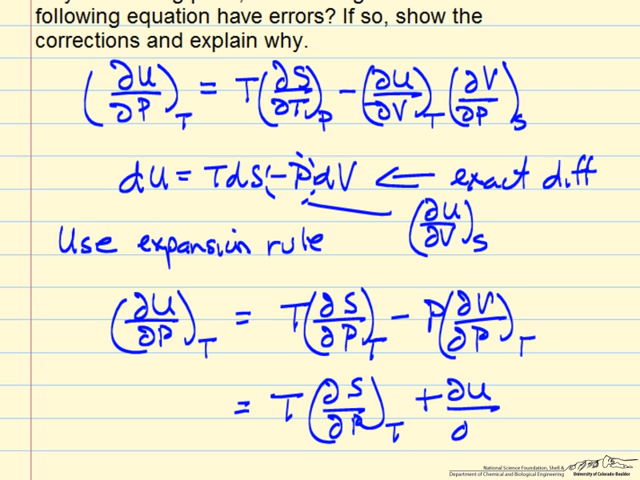 following equation have errors? If so, show the
corrections and explain why.
(∂U/∂P)_T = T(∂S/∂T)_P − (∂U/∂V)_T (∂V/∂P)_S
dU = TdS − PdV ⟵ exact diff
(∂U/∂V)_S
Use expansion rule
(∂U/∂P)_T = T(∂S/∂P)_T − P(∂V/∂P)_T
= T(∂S/∂P)_T + ∂U/∂
National Science Foundation, Shell &
Department of Chemical and Biological Engineering
University of Colorado Boulder